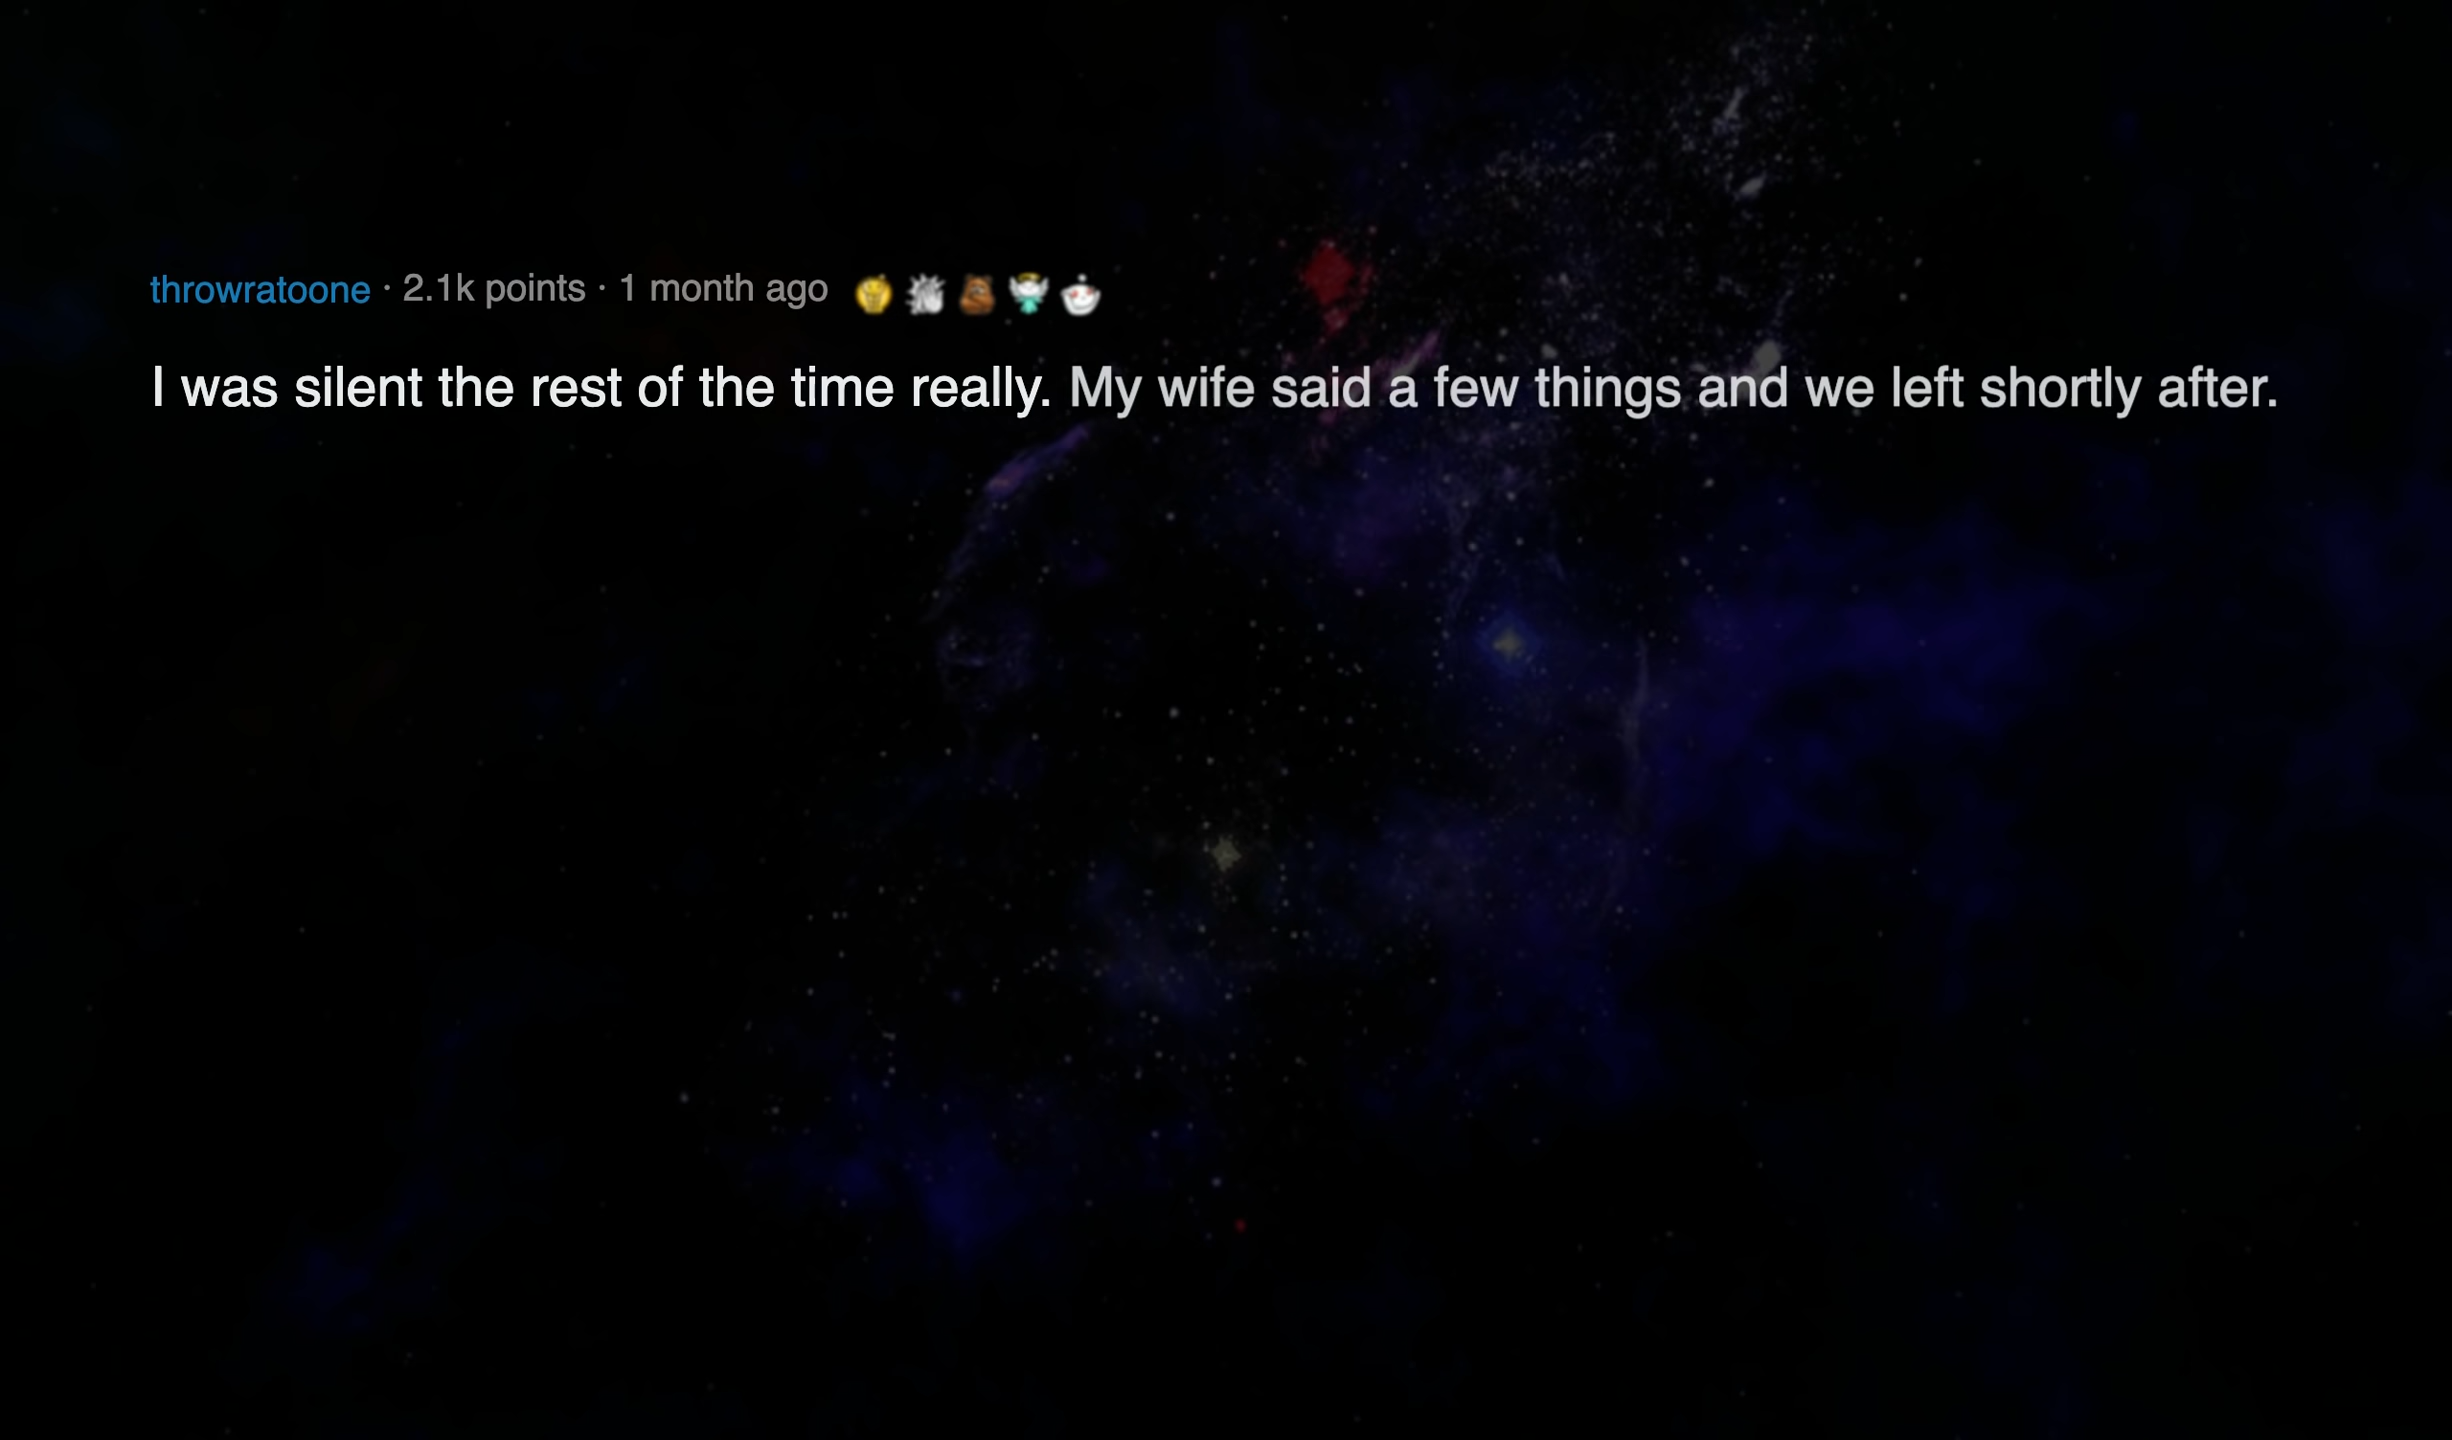 throwratoone · 2.1k points · 1 month ago
I was silent the rest of the time really. My wife said a few things and we left shortly after.